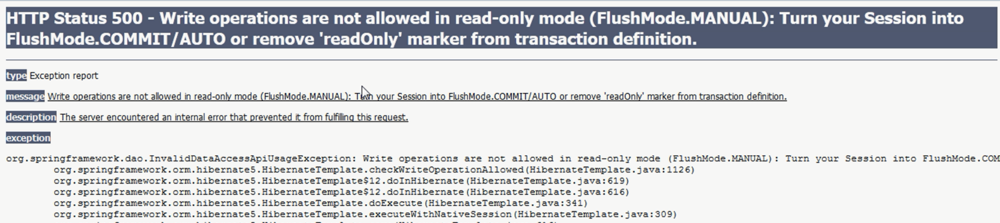 HTTP Status 500 - Write operations are not allowed in read-only mode (FlushMode.MANUAL): Turn your Session into
FlushMode.COMMIT/AUTO or remove 'readOnly' marker from transaction definition.
type Exception report
message Write operations are not allowed in read-only mode (FlushMode.MANUAL): Turn your Session into FlushMode.COMMIT/AUTO or remove 'readOnly' marker from transaction definition.
description The server encountered an internal error that prevented it from fulfilling this request.
exception
org.springframework.dao.InvalidDataAccessApiUsageException: Write operations are not allowed in read-only mode (FlushMode.MANUAL): Turn your Session into FlushMode.COM
org.springframework.orm.hibernate5.HibernateTemplate.checkWriteOperationAllowed(HibernateTemplate.java:1126)
org.springframework.orm.hibernate5.HibernateTemplate$12.doInHibernate(HibernateTemplate.java:619)
org.springframework.orm.hibernate5.HibernateTemplate$12.doInHibernate(HibernateTemplate.java:616)
org.springframework.orm.hibernate5.HibernateTemplate.doExecute(HibernateTemplate.java:341)
org.springframework.orm.hibernate5.HibernateTemplate.executeWithNativeSession(HibernateTemplate.java:309)